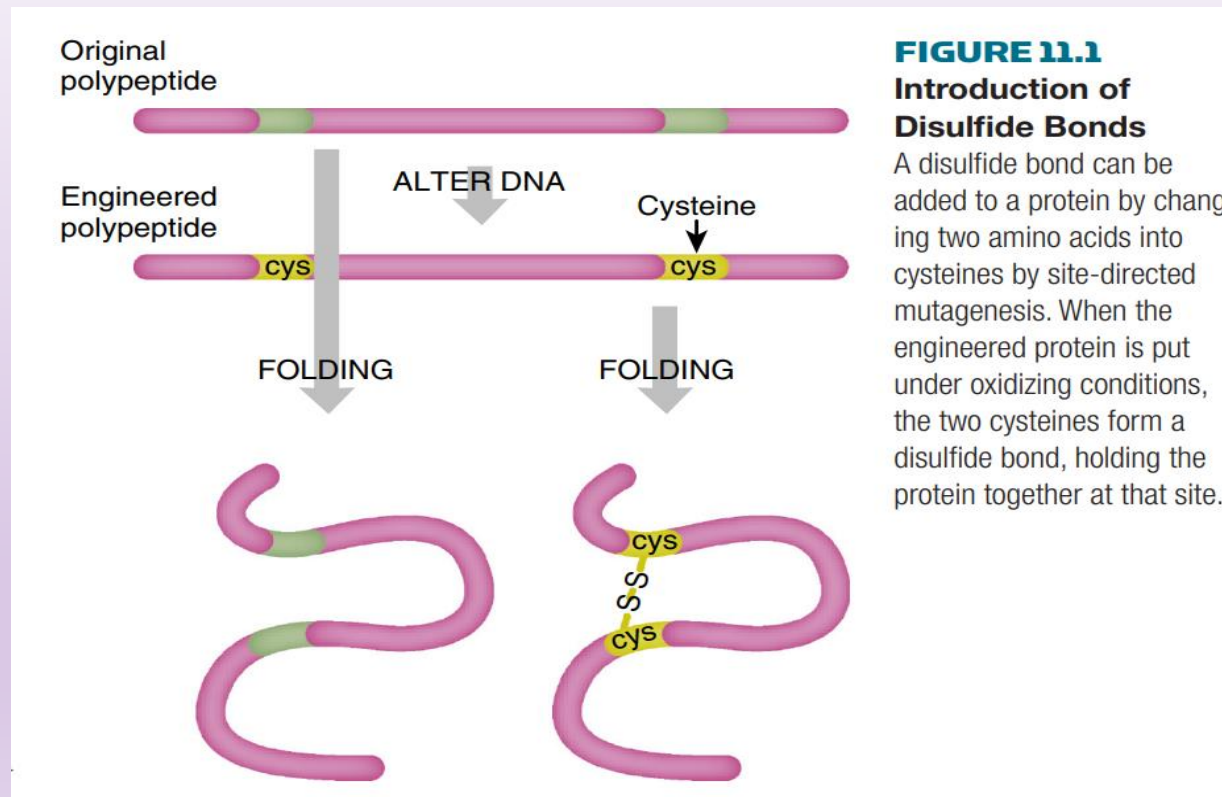 Original
polypeptide
ALTER DNA
Engineered
polypeptide
Cysteine
cys
cys
FOLDING
FOLDING
cys
S
S
cys
FIGURE 11.1
Introduction of
Disulfide Bonds
A disulfide bond can be
added to a protein by chang
ing two amino acids into
cysteines by site-directed
mutagenesis. When the
engineered protein is put
under oxidizing conditions,
the two cysteines form a
disulfide bond, holding the
protein together at that site.